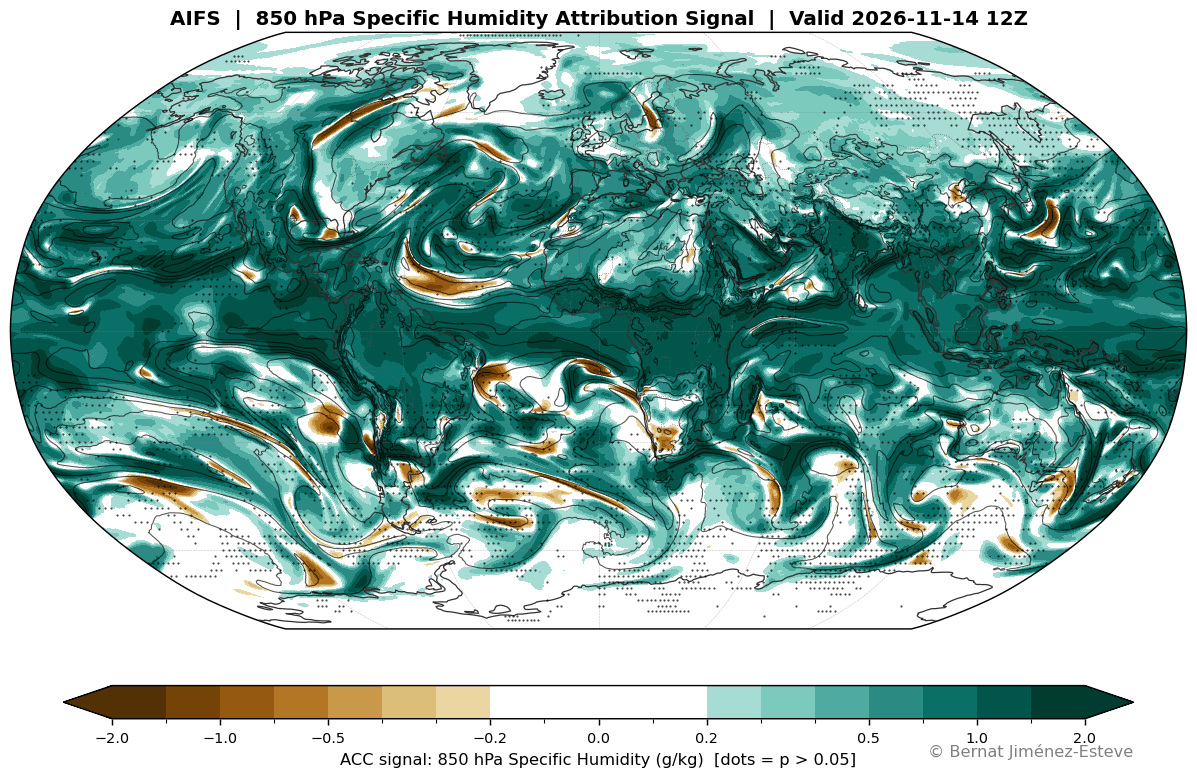 AIFS | 850 hPa Specific Humidity Attribution Signal | Valid 2026-11-14 12Z
−2.0 −1.0 −0.5 −0.2 0.0 0.2 0.5 1.0 2.0
ACC signal: 850 hPa Specific Humidity (g/kg) [dots = p > 0.05]
© Bernat Jiménez-Esteve